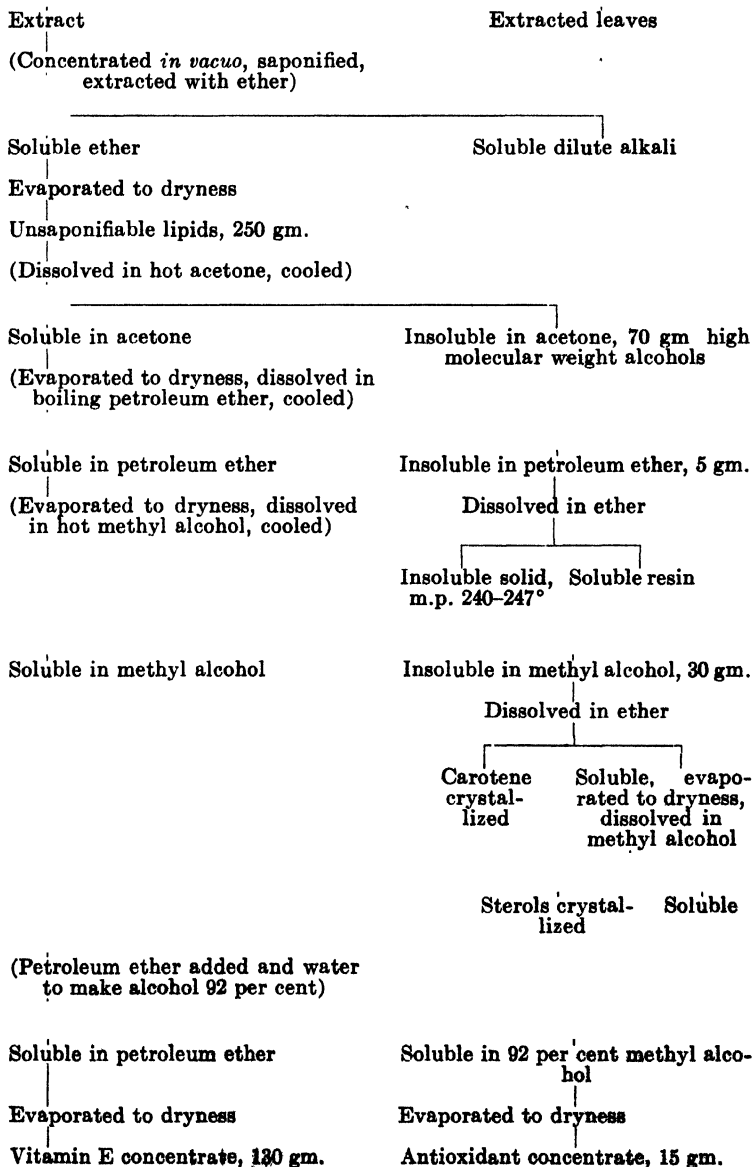 Extract
Extracted leaves
(Concentrated in vacuo, saponified,
extracted with ether)
Soluble ether
Soluble dilute alkali
Evaporated to dryness
Unsaponifiable lipids, 250 gm.
(Dissolved in hot acetone, cooled)
Soluble in acetone
Insoluble in acetone, 70 gm high
molecular weight alcohols
(Evaporated to dryness, dissolved in
boiling petroleum ether, cooled)
Soluble in petroleum ether
Insoluble in petroleum ether, 5 gm.
(Evaporated to dryness, dissolved
in hot methyl alcohol, cooled)
Dissolved in ether
Insoluble solid,
m.p. 240–247°
Soluble resin
Soluble in methyl alcohol
Insoluble in methyl alcohol, 30 gm.
Dissolved in ether
Carotene
crystal-
lized
Soluble, evapo-
rated to dryness,
dissolved in
methyl alcohol
Sterols crystal-
lized
Soluble
(Petroleum ether added and water
to make alcohol 92 per cent)
Soluble in petroleum ether
Soluble in 92 per cent methyl alco-
hol
Evaporated to dryness
Evaporated to dryness
Vitamin E concentrate, 130 gm.
Antioxidant concentrate, 15 gm.